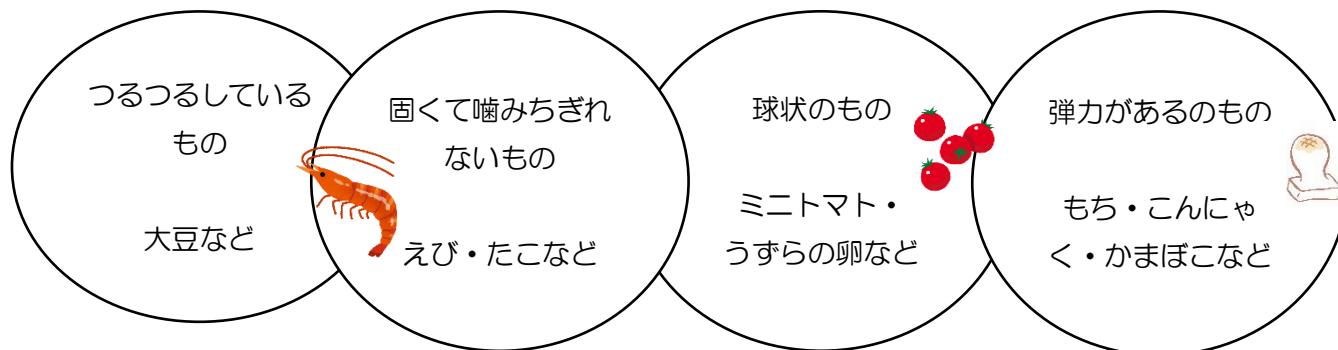 つるつるしている
もの
大豆など
固くて噛みちぎれ
ないもの
えび・たこなど
球状のもの
ミニトマト・
うずらの卵など
弾力があるのもの
もち・こんにゃ
く・かまぼこなど